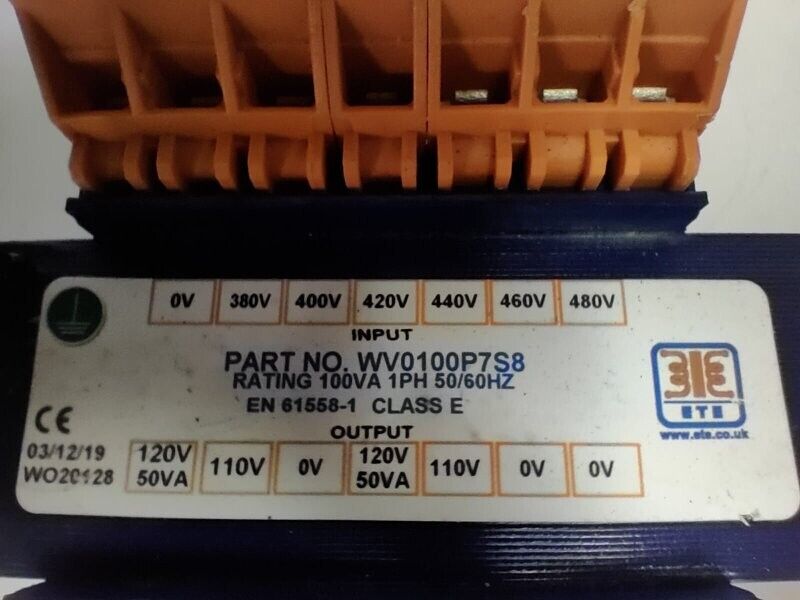 0V 380V 400V 420V 440V 460V 480V
INPUT
PART NO. WV0100P7S8
RATING 100VA 1PH 50/60HZ
EN 61558-1 CLASS E
OUTPUT
CE
03/12/19
WO20128
120V 50VA 110V 0V 120V 50VA 110V 0V 0V
ETE
www.ete.co.uk